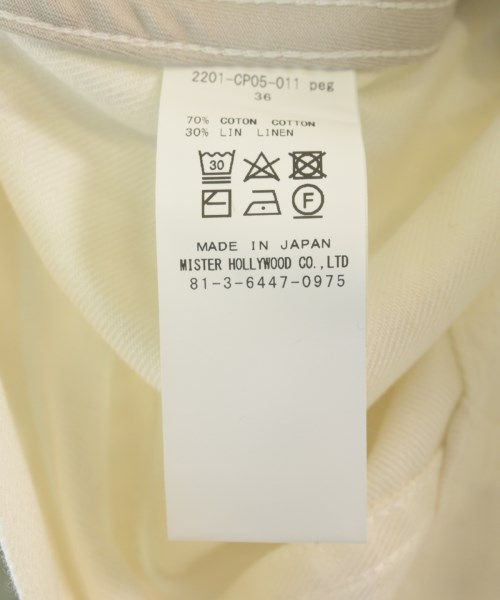 2201-CP05-011 peg
36
70% COTON COTTON
30% LIN LINEN
30
F
MADE IN JAPAN
MISTER HOLLYWOOD CO.,LTD
81-3-6447-0975